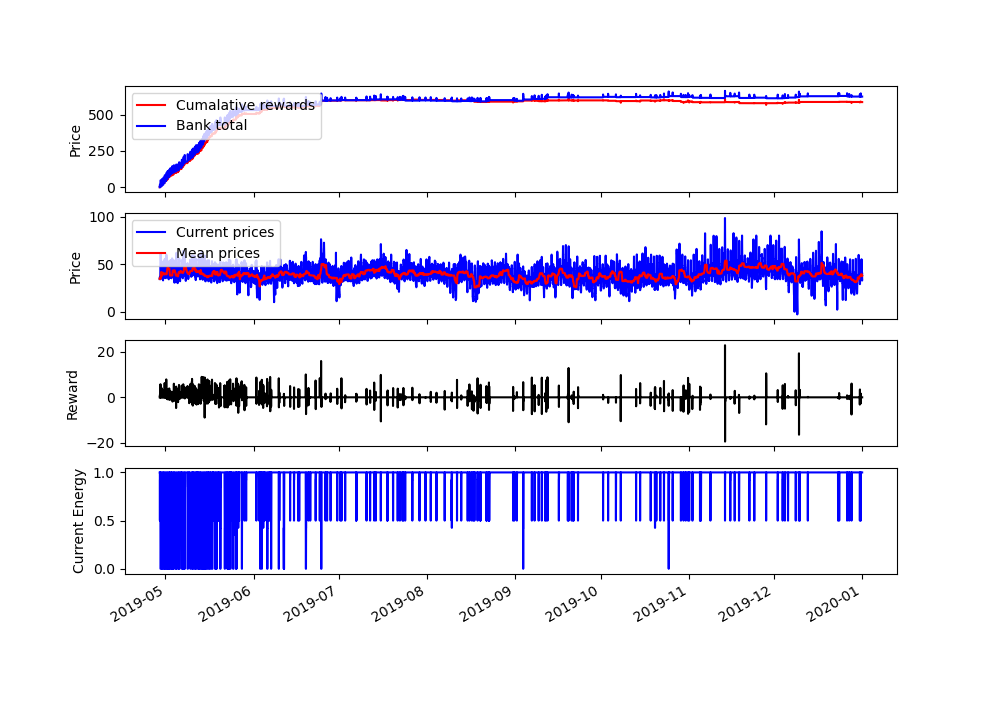 Price
500
250
0
Cumalative rewards
Bank total
Price
100
50
0
Current prices
Mean prices
Reward
20
0
−20
Current Energy
1.0
0.5
0.0
2019-05
2019-06
2019-07
2019-08
2019-09
2019-10
2019-11
2019-12
2020-01